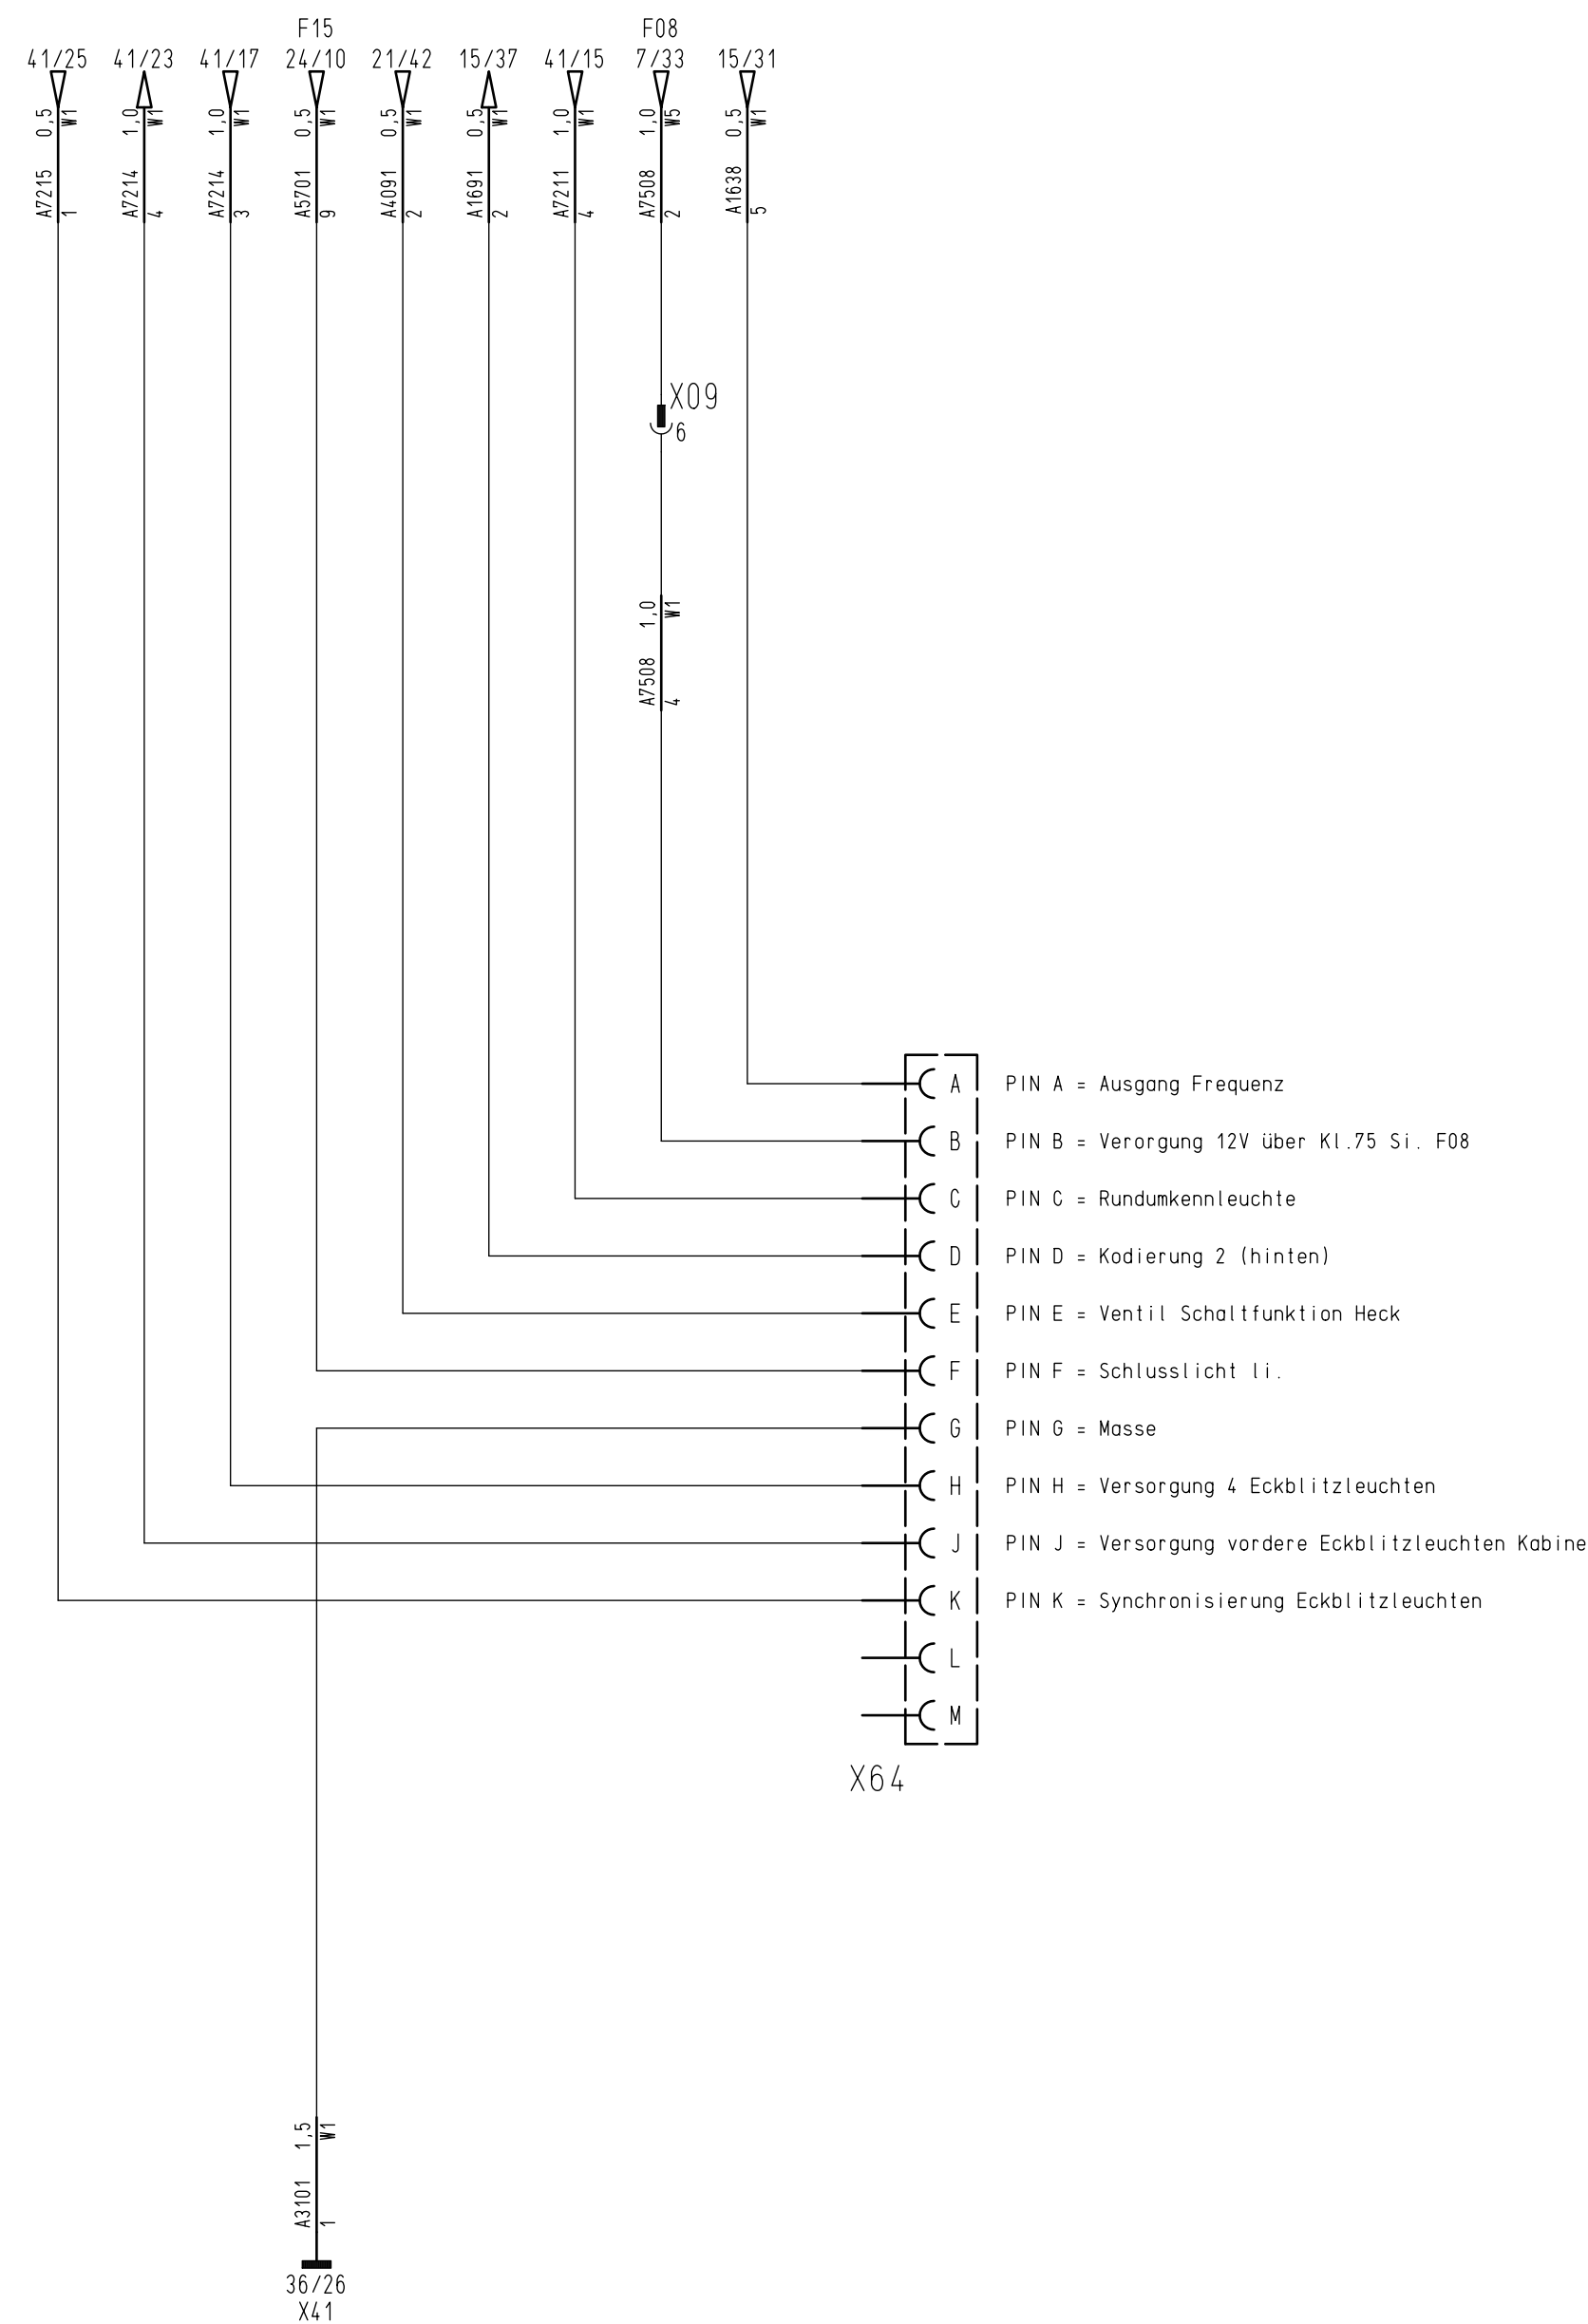 F15 F08
41/25 41/23 41/17 24/10 21/42 15/37 41/15 7/33 15/31
A7215 0,5
1 W1
A7214 1,0
4 W1
A7214 1,0
3 W1
A5701 0,5
9 W1
A4091 0,5
2 W1
A1691 0,5
2 W1
A7211 1,0
4 W1
A7508 1,0
2 W5
A1638 0,5
5 W1
X09
6
A7508 1,0
4 W1
A PIN A = Ausgang Frequenz
B PIN B = Verorgung 12V über Kl.75 Si. F08
C PIN C = Rundumkennleuchte
D PIN D = Kodierung 2 (hinten)
E PIN E = Ventil Schaltfunktion Heck
F PIN F = Schlusslicht li.
G PIN G = Masse
H PIN H = Versorgung 4 Eckblitzleuchten
J PIN J = Versorgung vordere Eckblitzleuchten Kabine
K PIN K = Synchronisierung Eckblitzleuchten
L
M
X64
A3101 1,5
1 W1
36/26
X41